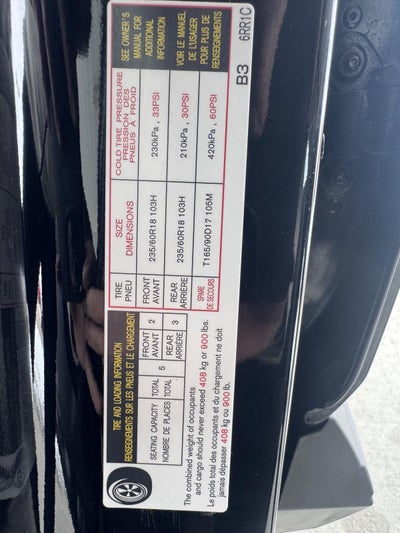 TIRE AND LOADING INFORMATION
RENSEIGNEMENTS SUR LES PNEUS ET LE CHARGEMENT
SEATING CAPACITY TOTAL 5 FRONT 2
NOMBRE DE PLACES TOTAL AVANT
REAR 3
ARRIÈRE
The combined weight of occupants
and cargo should never exceed 408 kg or 900 lbs.
Le poids total des occupants et du chargement ne doit
jamais dépasser 408 kg ou 900 lb.
TIRE SIZE COLD TIRE PRESSURE
PNEU DIMENSIONS PRESSION DES
PNEUS À FROID
FRONT 235/60R18 103H 230kPa , 33PSI
AVANT
REAR 235/60R18 103H 210kPa , 30PSI
ARRIÈRE
SPARE T165/90D17 105M 420kPa , 60PSI
DE SECOURS
SEE OWNER'S
MANUAL FOR
ADDITIONAL
INFORMATION
VOIR LE MANUEL
DE L'USAGER
POUR PLUS DE
RENSEIGNEMENTS
B3 6RR1C